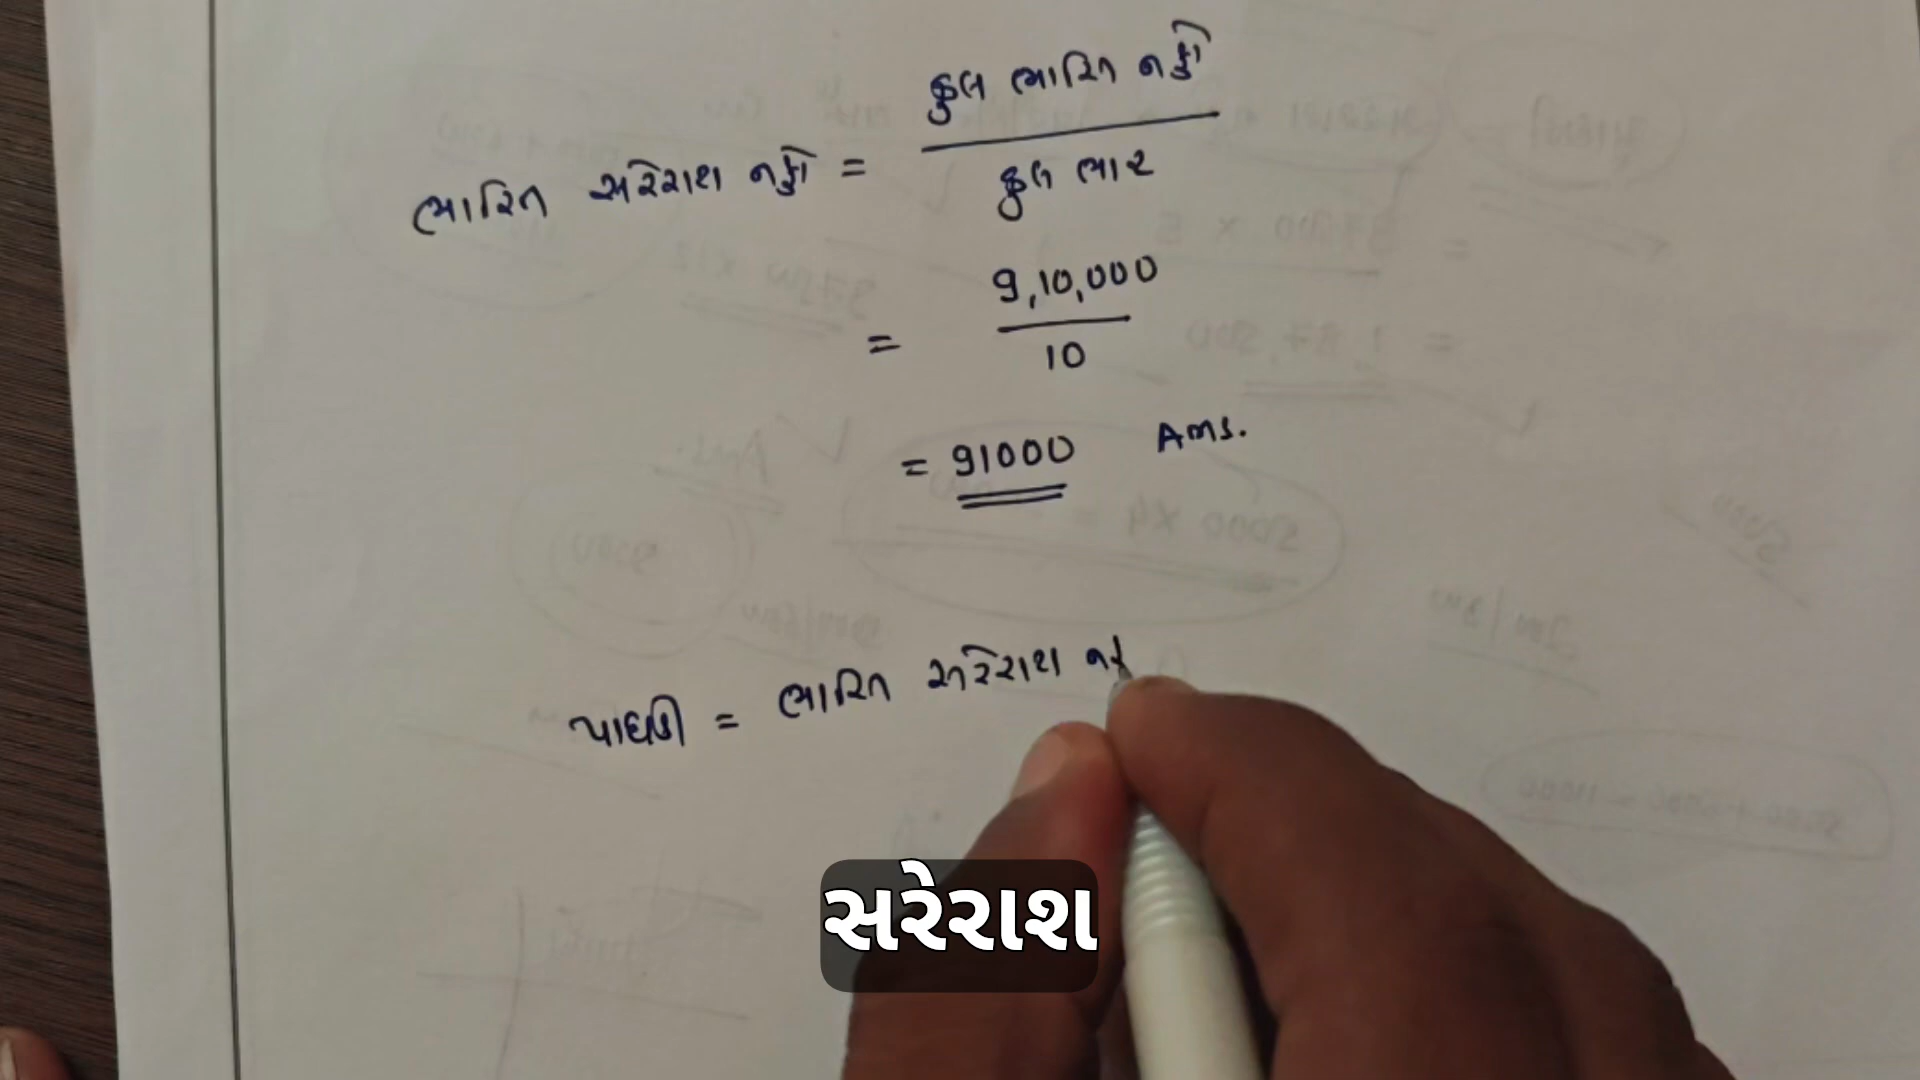 કુલ ભારિત નફો
ભારિત સરેરાશ નફો = 
કુલ ભાર
= 9,10,000
10
= 91000 Ans.
પાઘડી = ભારિત સરેરાશ નફ
સરેરાશ